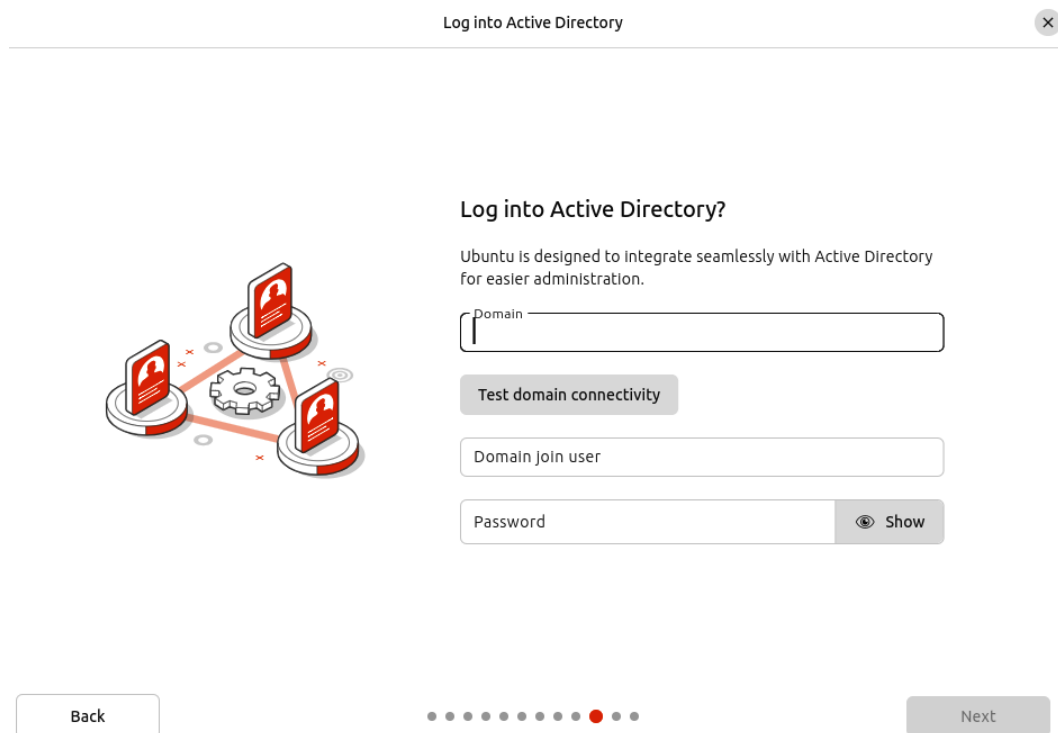 Log into Active Directory
Log into Active Directory?
Ubuntu is designed to integrate seamlessly with Active Directory
for easier administration.
Domain
Test domain connectivity
Domain join user
Password
Show
Back
Next